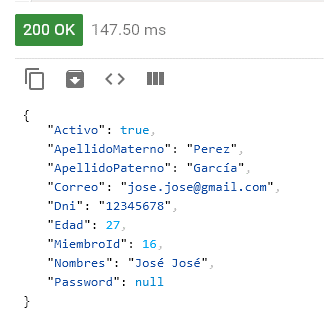 200 OK 147.50 ms
{
"Activo": true,
"ApellidoMaterno": "Perez",
"ApellidoPaterno": "García",
"Correo": "jose.jose@gmail.com",
"Dni": "12345678",
"Edad": 27,
"MiembroId": 16,
"Nombres": "José José",
"Password": null
}